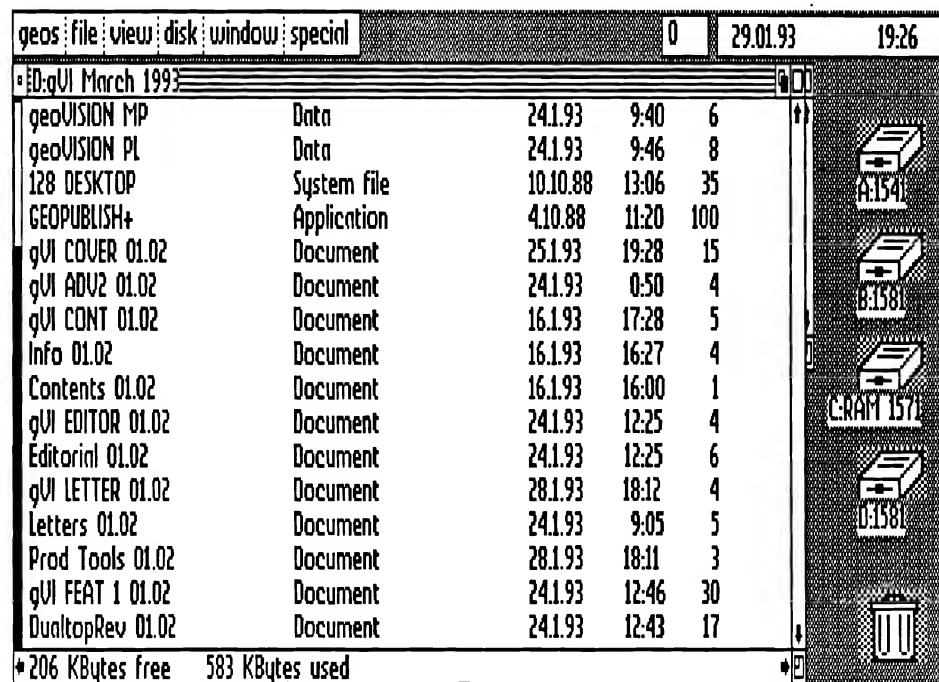 geos file view disk window special 0 29.01.93 19:26
D:gVI March 1993
geoVISION MP Data 24.1.93 9:40 6
geoVISION PL Data 24.1.93 9:46 8
128 DESKTOP System file 10.10.88 13:06 35
GEOPUBLISH+ Application 4.10.88 11:20 100
gVI COVER 01.02 Document 25.1.93 19:28 15
gVI ADV2 01.02 Document 24.1.93 0:50 4
gVI CONT 01.02 Document 16.1.93 17:28 5
Info 01.02 Document 16.1.93 16:27 4
Contents 01.02 Document 16.1.93 16:00 1
gVI EDITOR 01.02 Document 24.1.93 12:25 4
Editorial 01.02 Document 24.1.93 12:25 6
gVI LETTER 01.02 Document 28.1.93 18:12 4
Letters 01.02 Document 24.1.93 9:05 5
Prod Tools 01.02 Document 28.1.93 18:11 3
gVI FEAT 1 01.02 Document 24.1.93 12:46 30
DualtopRev 01.02 Document 24.1.93 12:43 17
206 KBytes free 583 KBytes used
A:1541
B:1581
C:RAM 1571
D:1581